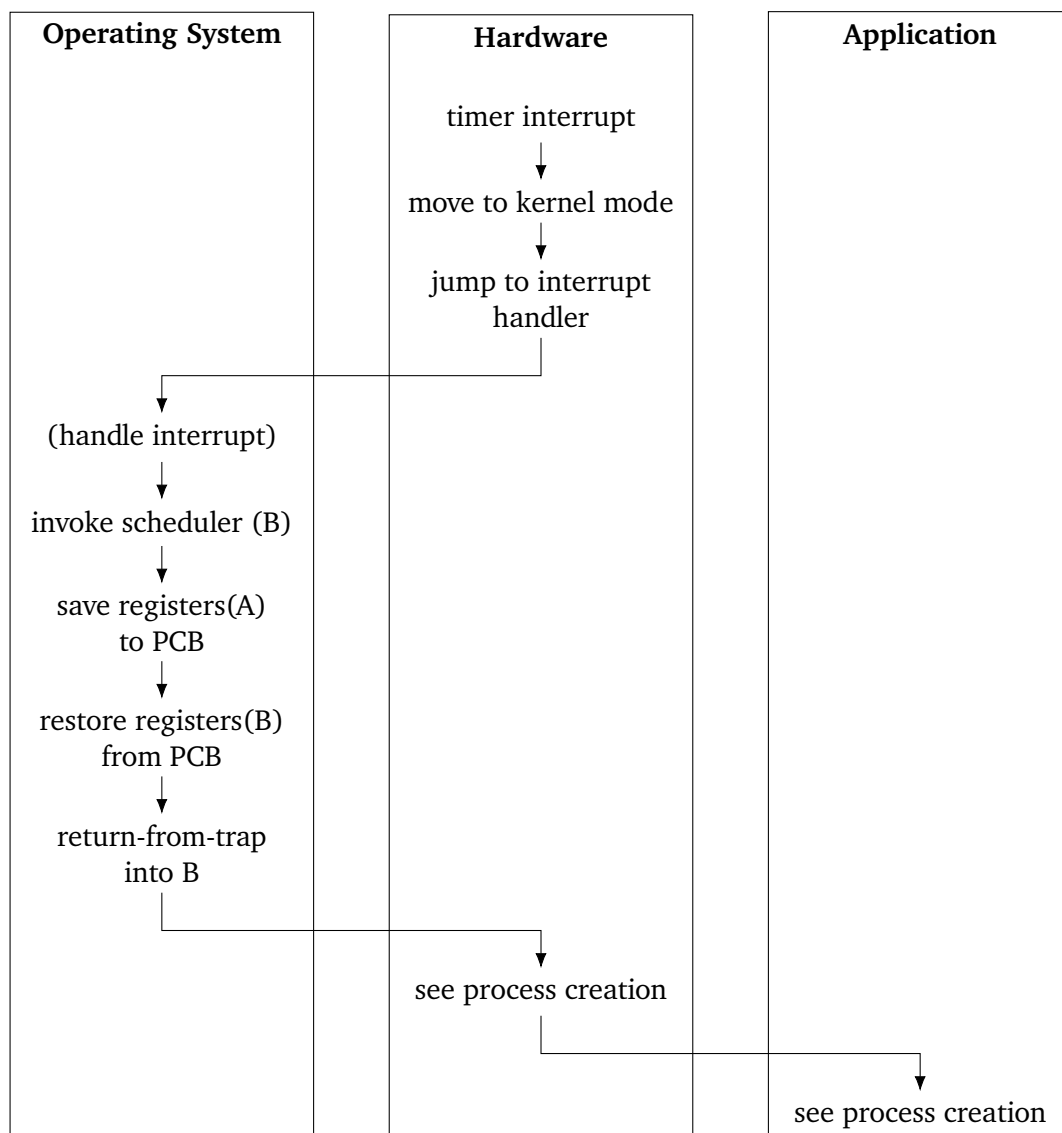 Operating System
Hardware
Application
timer interrupt
move to kernel mode
jump to interrupt
handler
(handle interrupt)
invoke scheduler (B)
save registers(A)
to PCB
restore registers(B)
from PCB
return-from-trap
into B
see process creation
see process creation